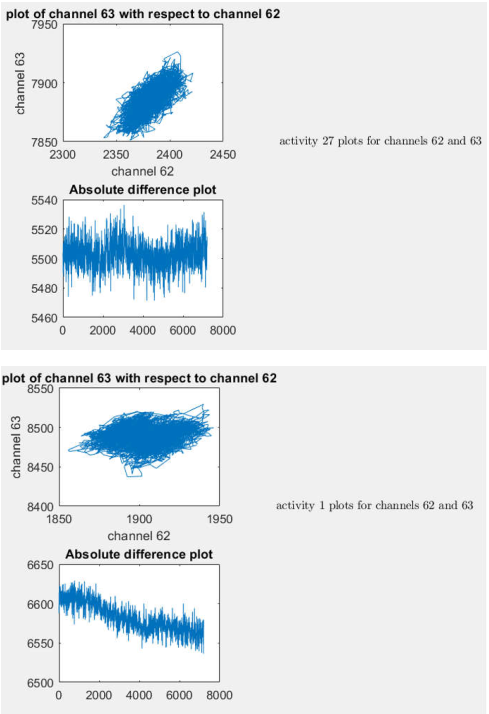 plot of channel 63 with respect to channel 62
7950
7900
7850
channel 63
2300 2350 2400 2450
channel 62
activity 27 plots for channels 62 and 63
Absolute difference plot
5540
5520
5500
5480
5460
0 2000 4000 6000 8000
plot of channel 63 with respect to channel 62
8550
8500
8450
8400
channel 63
1850 1900 1950
channel 62
activity 1 plots for channels 62 and 63
Absolute difference plot
6650
6600
6550
6500
0 2000 4000 6000 8000